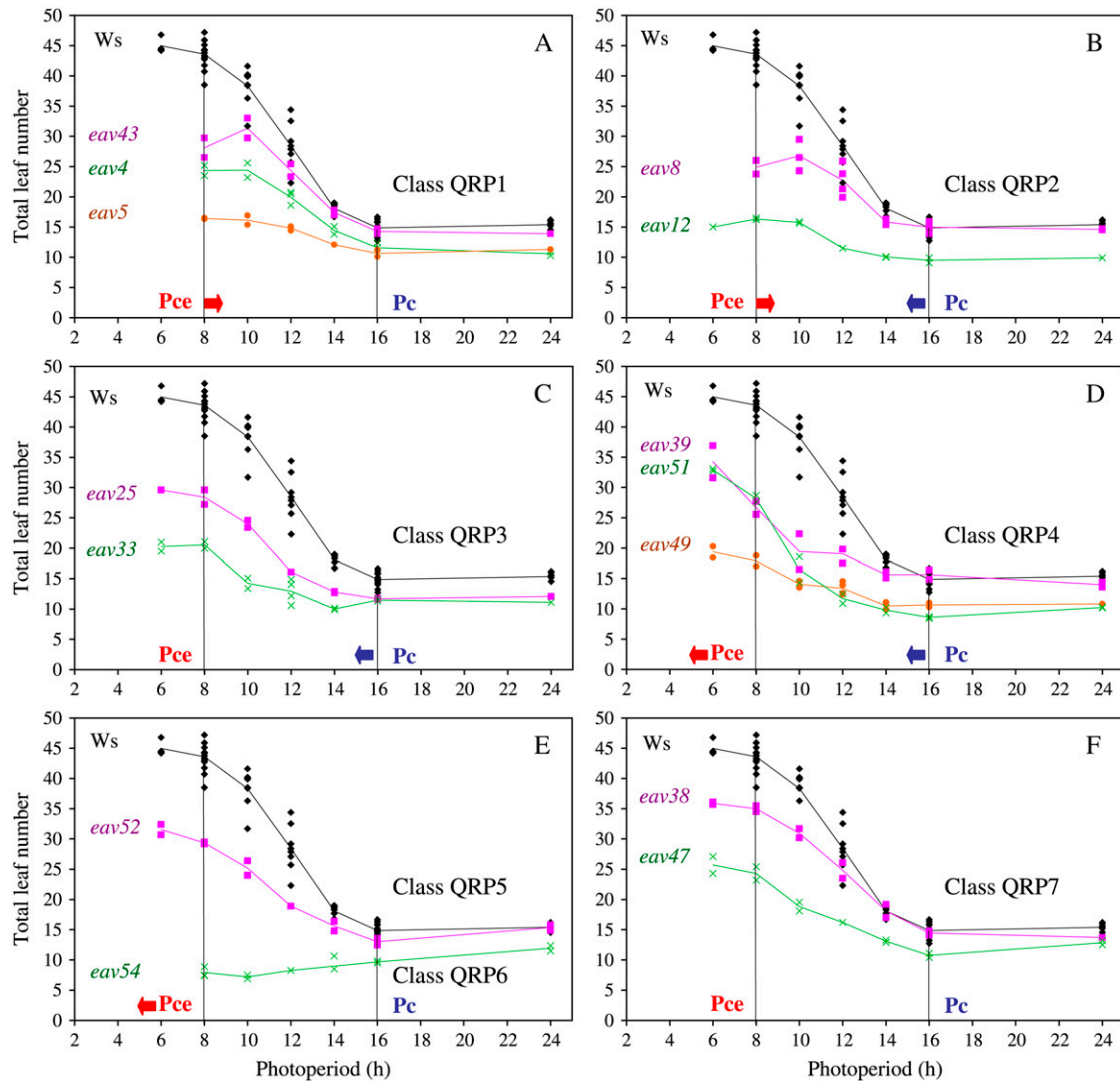 Total leaf number
50 45 40 35 30 25 20 15 10 5 0
Ws
A
eav43
eav4
eav5
Class QRP1
Pce
Pc
2 4 6 8 10 12 14 16 18 20 22 24
Total leaf number
50 45 40 35 30 25 20 15 10 5 0
Ws
B
eav8
eav12
Class QRP2
Pce
Pc
2 4 6 8 10 12 14 16 18 20 22 24
Total leaf number
50 45 40 35 30 25 20 15 10 5 0
Ws
C
eav25
eav33
Class QRP3
Pce
Pc
2 4 6 8 10 12 14 16 18 20 22 24
Total leaf number
50 45 40 35 30 25 20 15 10 5 0
Ws
D
eav39
eav51
eav49
Class QRP4
Pce
Pc
2 4 6 8 10 12 14 16 18 20 22 24
Total leaf number
50 45 40 35 30 25 20 15 10 5 0
Ws
E
eav52
Class QRP5
eav54
Class QRP6
Pce
Pc
2 4 6 8 10 12 14 16 18 20 22 24
Photoperiod (h)
Total leaf number
50 45 40 35 30 25 20 15 10 5 0
Ws
F
eav38
eav47
Class QRP7
Pce
Pc
2 4 6 8 10 12 14 16 18 20 22 24
Photoperiod (h)